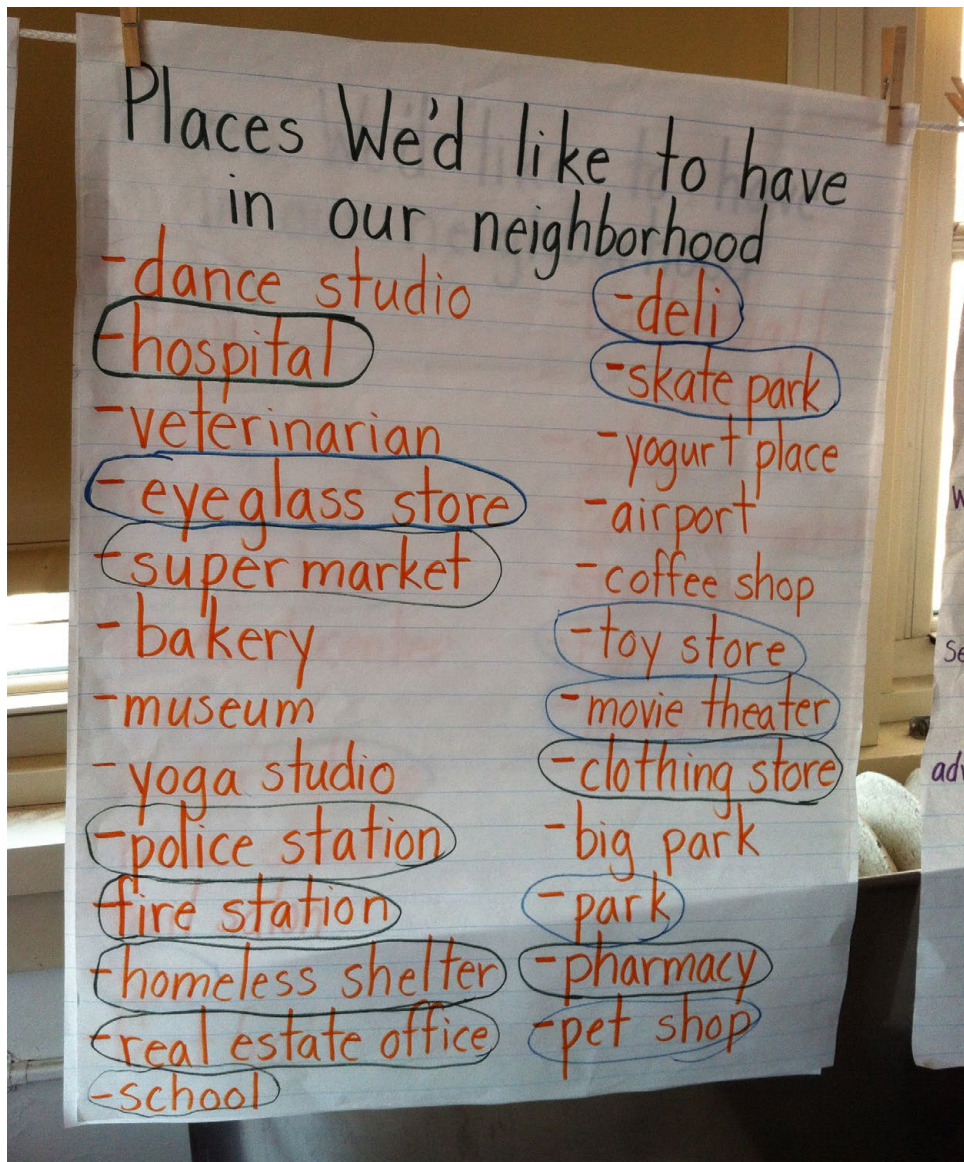 Places We'd like to have
in our neighborhood
-dance studio
-hospital
-veterinarian
-eyeglass store
-super market
-bakery
-museum
-yoga studio
-police station
-fire station
-homeless shelter
-real estate office
-school
-deli
-skate park
-yogurt place
-airport
-coffee shop
-toy store
-movie theater
-clothing store
-big park
-park
-pharmacy
-pet shop